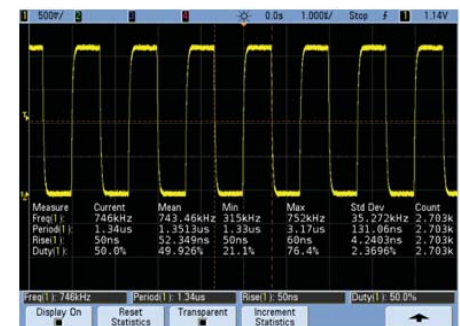 1 500▽/ 2 3 4 0.0s 1.000▽/ Stop 1 1.14V
Measure Current Mean Min Max Std Dev Count
Freq(1): 746kHz 743.46kHz 315kHz 752kHz 35.272kHz 2.703k
Period(1): 1.34us 1.3513us 1.33us 3.17us 131.06ns 2.703k
Rise(1): 50ns 52.349ns 50ns 60ns 4.2403ns 2.703k
Duty(1): 50.0% 49.926% 21.1% 76.4% 2.3696% 2.703k
Freq(1): 746kHz Period(1): 1.34us Rise(1): 50ns Duty(1): 50.0%
Display On Reset Statistics Transparent Increment Statistics